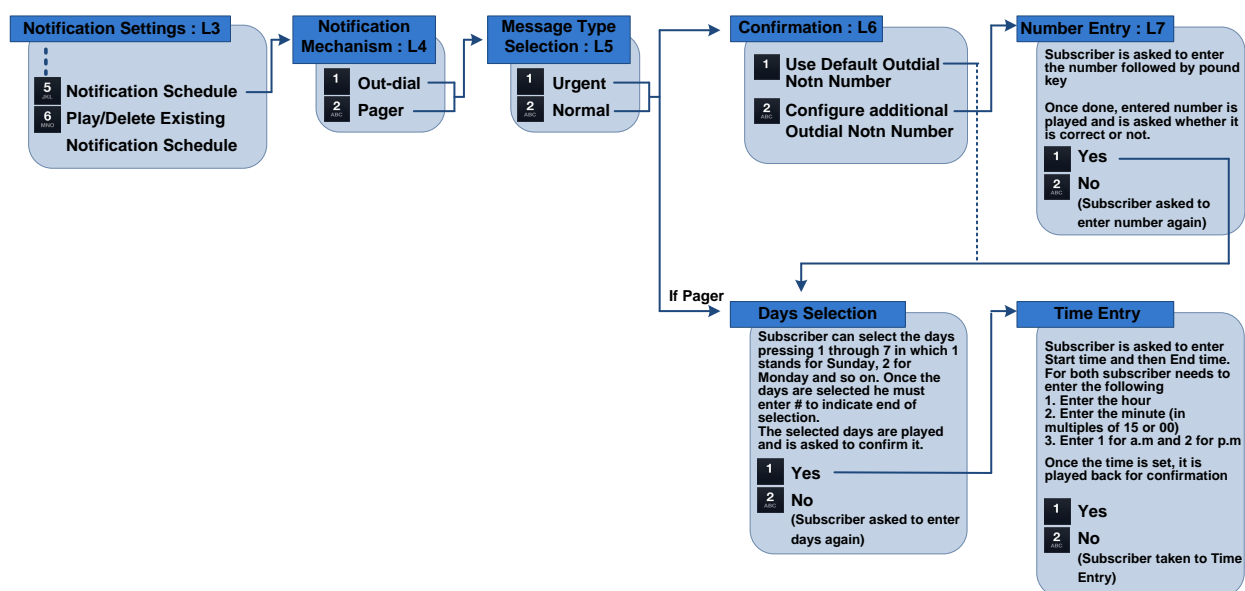 Notification Settings : L3
5
JKL
Notification Schedule
6
MNO
Play/Delete Existing
Notification Schedule
Notification
Mechanism : L4
1
Out-dial
2
ABC
Pager
Message Type
Selection : L5
1
Urgent
2
ABC
Normal
Confirmation : L6
1
Use Default Outdial
Notn Number
2
ABC
Configure additional
Outdial Notn Number
Number Entry : L7
Subscriber is asked to enter
the number followed by pound
key
Once done, entered number is
played and is asked whether it
is correct or not.
1
Yes
2
ABC
No
(Subscriber asked to
enter number again)
If Pager
Days Selection
Subscriber can select the days
pressing 1 through 7 in which 1
stands for Sunday, 2 for
Monday and so on. Once the
days are selected he must
enter # to indicate end of
selection.
The selected days are played
and is asked to confirm it.
1
Yes
2
ABC
No
(Subscriber asked to enter
days again)
Time Entry
Subscriber is asked to enter
Start time and then End time.
For both subscriber needs to
enter the following
1. Enter the hour
2. Enter the minute (in
multiples of 15 or 00)
3. Enter 1 for a.m and 2 for p.m
Once the time is set, it is
played back for confirmation
1
Yes
2
ABC
No
(Subscriber taken to Time
Entry)